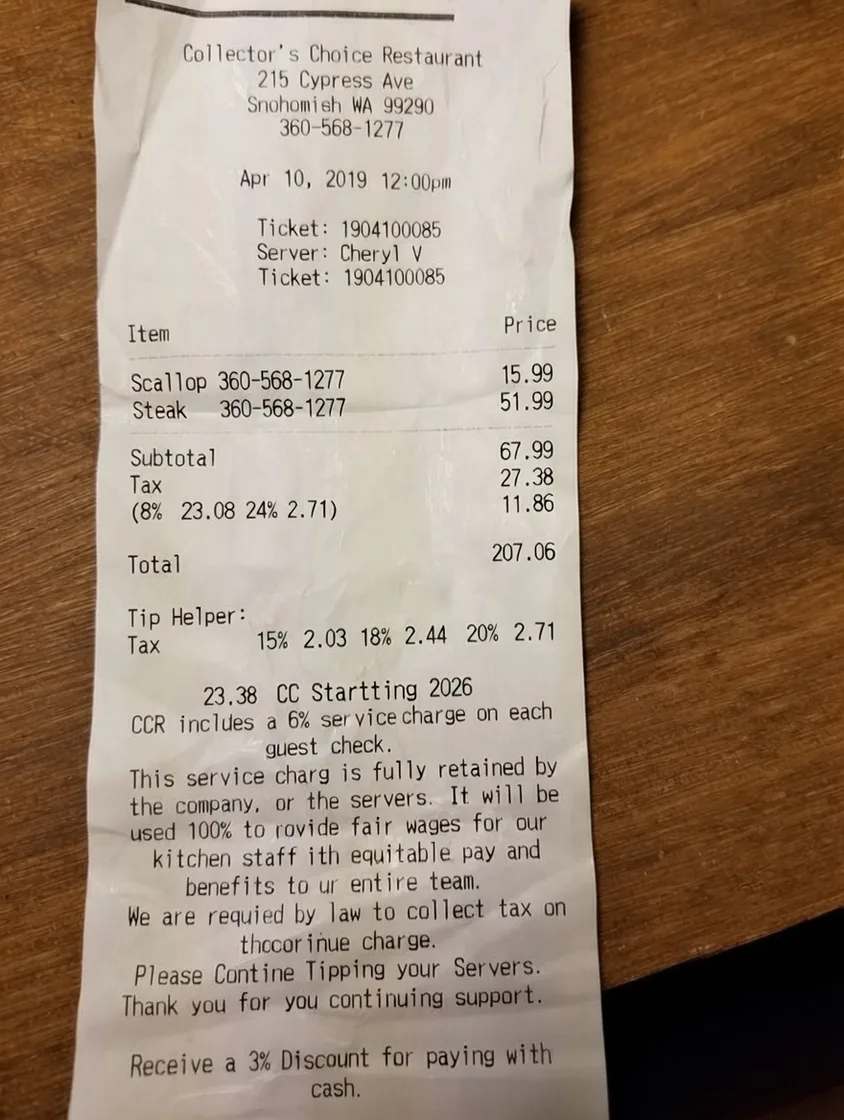 Collector's Choice Restaurant
215 Cypress Ave
Snohomish WA 99290
360-568-1277
Apr 10, 2019 12:00pm
Ticket: 1904100085
Server: Cheryl V
Ticket: 1904100085
Item Price
Scallop 360-568-1277 15.99
Steak 360-568-1277 51.99
Subtotal 67.99
Tax 27.38
(8% 23.08 24% 2.71) 11.86
Total 207.06
Tip Helper:
Tax 15% 2.03 18% 2.44 20% 2.71
23.38 CC Startting 2026
CCR inclues a 6% service charge on each
guest check.
This service charg is fully retained by
the company, or the servers. It will be
used 100% to rovide fair wages for our
kitchen staff ith equitable pay and
benefits to ur entire team.
We are requied by law to collect tax on
thccorinue charge.
Please Contine Tipping your Servers.
Thank you for you continuing support.
Receive a 3% Discount for paying with
cash.